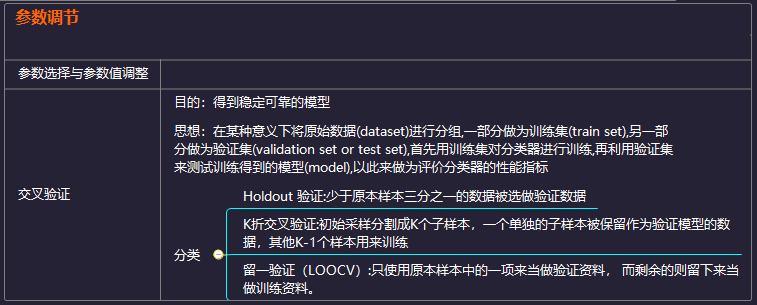 参数调节
参数选择与参数值调整
目的：得到稳定可靠的模型
思想：在某种意义下将原始数据(dataset)进行分组,一部分做为训练集(train set),另一部
分做为验证集(validation set or test set),首先用训练集对分类器进行训练,再利用验证集
来测试训练得到的模型(model),以此来做为评价分类器的性能指标
交叉验证
Holdout 验证:少于原本样本三分之一的数据被选做验证数据
K折交叉验证:初始采样分割成K个子样本，一个单独的子样本被保留作为验证模型的数
据，其他K-1个样本用来训练
分类
留一验证（LOOCV）:只使用原本样本中的一项来当做验证资料， 而剩余的则留下来当
做训练资料。